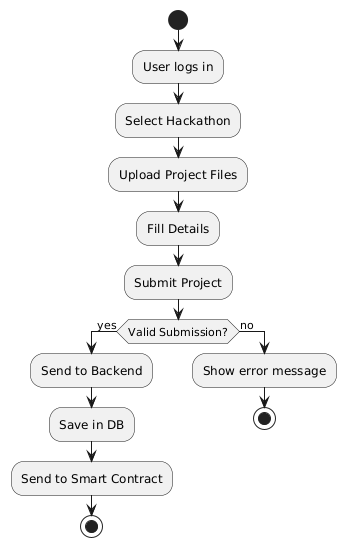 User logs in
Select Hackathon
Upload Project Files
Fill Details
Submit Project
yes
Valid Submission?
no
Send to Backend
Show error message
Save in DB
Send to Smart Contract